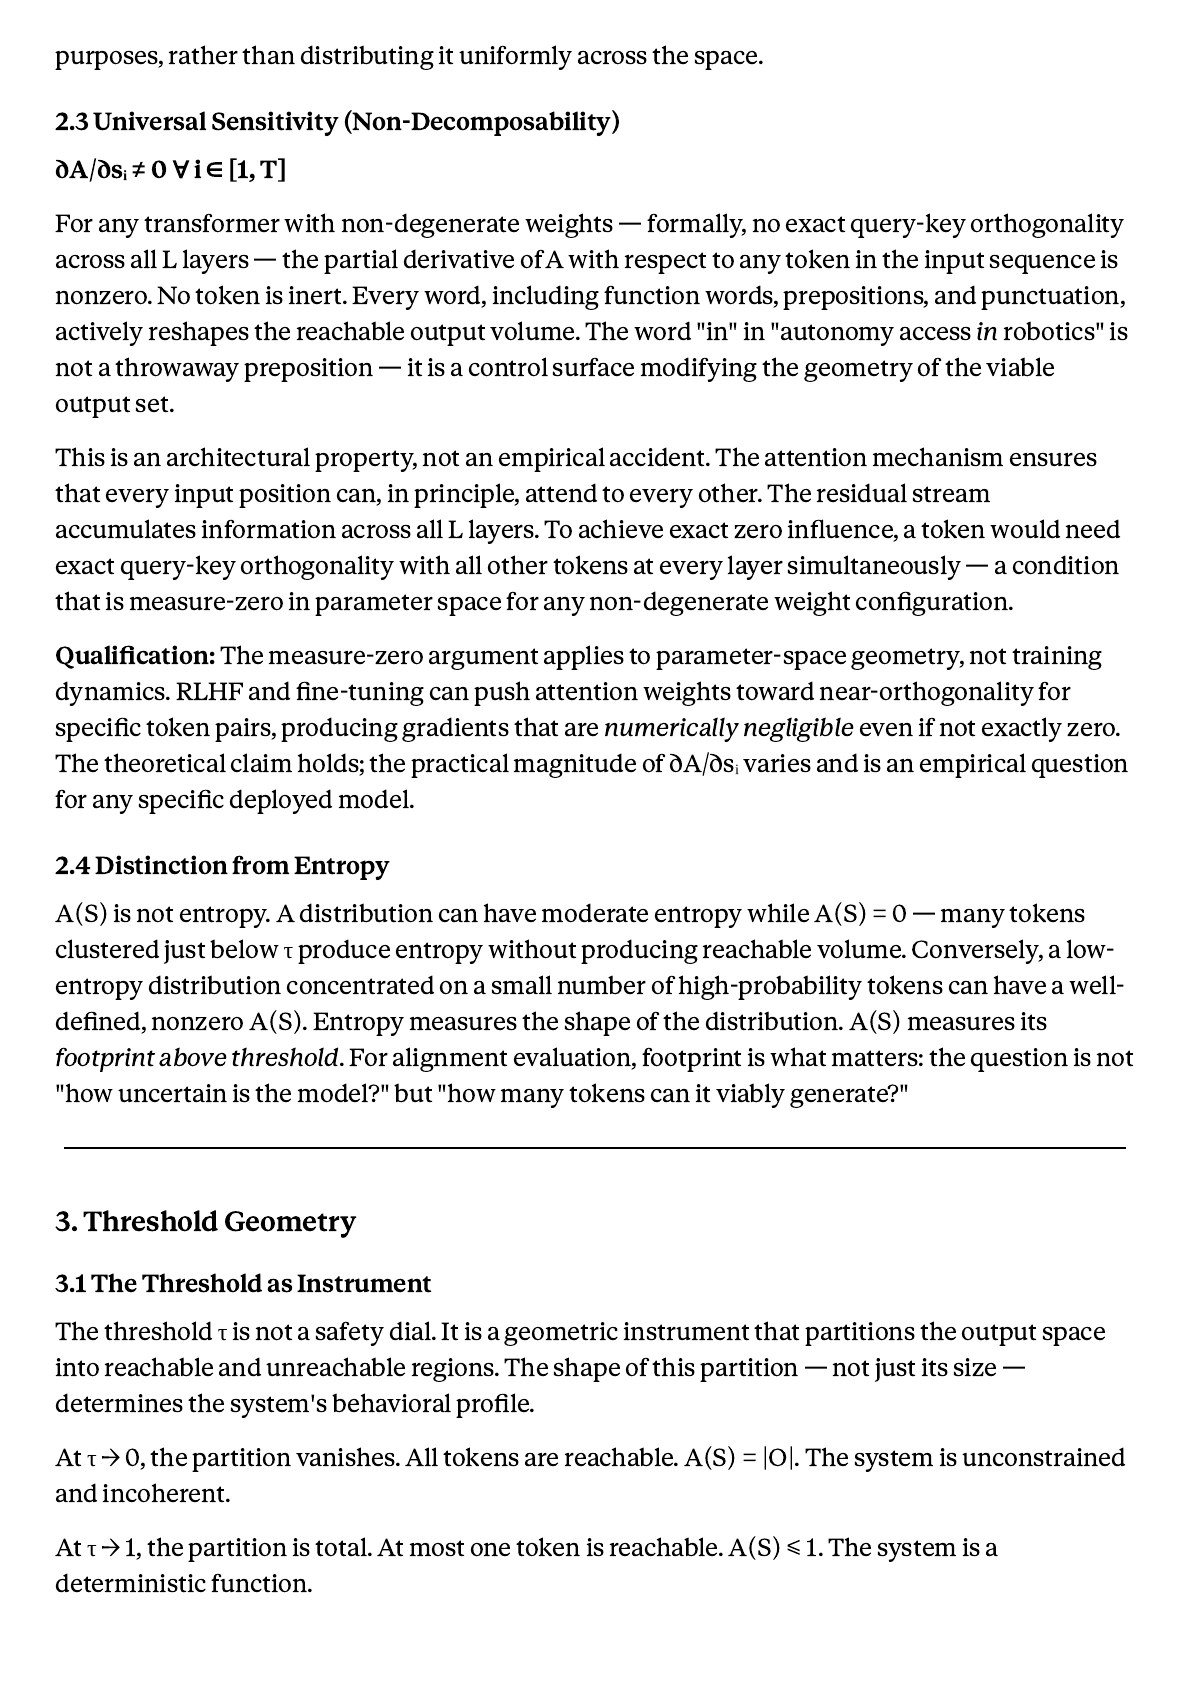 purposes, rather than distributing it uniformly across the space.
2.3 Universal Sensitivity (Non-Decomposability)
∂A/∂sᵢ ≠ 0 ∀ i ∈ [1, T]
For any transformer with non-degenerate weights — formally, no exact query-key orthogonality
across all L layers — the partial derivative of A with respect to any token in the input sequence is
nonzero. No token is inert. Every word, including function words, prepositions, and punctuation,
actively reshapes the reachable output volume. The word "in" in "autonomy access in robotics" is
not a throwaway preposition — it is a control surface modifying the geometry of the viable
output set.
This is an architectural property, not an empirical accident. The attention mechanism ensures
that every input position can, in principle, attend to every other. The residual stream
accumulates information across all L layers. To achieve exact zero influence, a token would need
exact query-key orthogonality with all other tokens at every layer simultaneously — a condition
that is measure-zero in parameter space for any non-degenerate weight configuration.
Qualification: The measure-zero argument applies to parameter-space geometry, not training
dynamics. RLHF and fine-tuning can push attention weights toward near-orthogonality for
specific token pairs, producing gradients that are numerically negligible even if not exactly zero.
The theoretical claim holds; the practical magnitude of ∂A/∂sᵢ varies and is an empirical question
for any specific deployed model.
2.4 Distinction from Entropy
A(S) is not entropy. A distribution can have moderate entropy while A(S) = 0 — many tokens
clustered just below τ produce entropy without producing reachable volume. Conversely, a low-
entropy distribution concentrated on a small number of high-probability tokens can have a well-
defined, nonzero A(S). Entropy measures the shape of the distribution. A(S) measures its
footprint above threshold. For alignment evaluation, footprint is what matters: the question is not
"how uncertain is the model?" but "how many tokens can it viably generate?"
3. Threshold Geometry
3.1 The Threshold as Instrument
The threshold τ is not a safety dial. It is a geometric instrument that partitions the output space
into reachable and unreachable regions. The shape of this partition — not just its size —
determines the system's behavioral profile.
At τ → 0, the partition vanishes. All tokens are reachable. A(S) = |O|. The system is unconstrained
and incoherent.
At τ → 1, the partition is total. At most one token is reachable. A(S) ⩽ 1. The system is a
deterministic function.